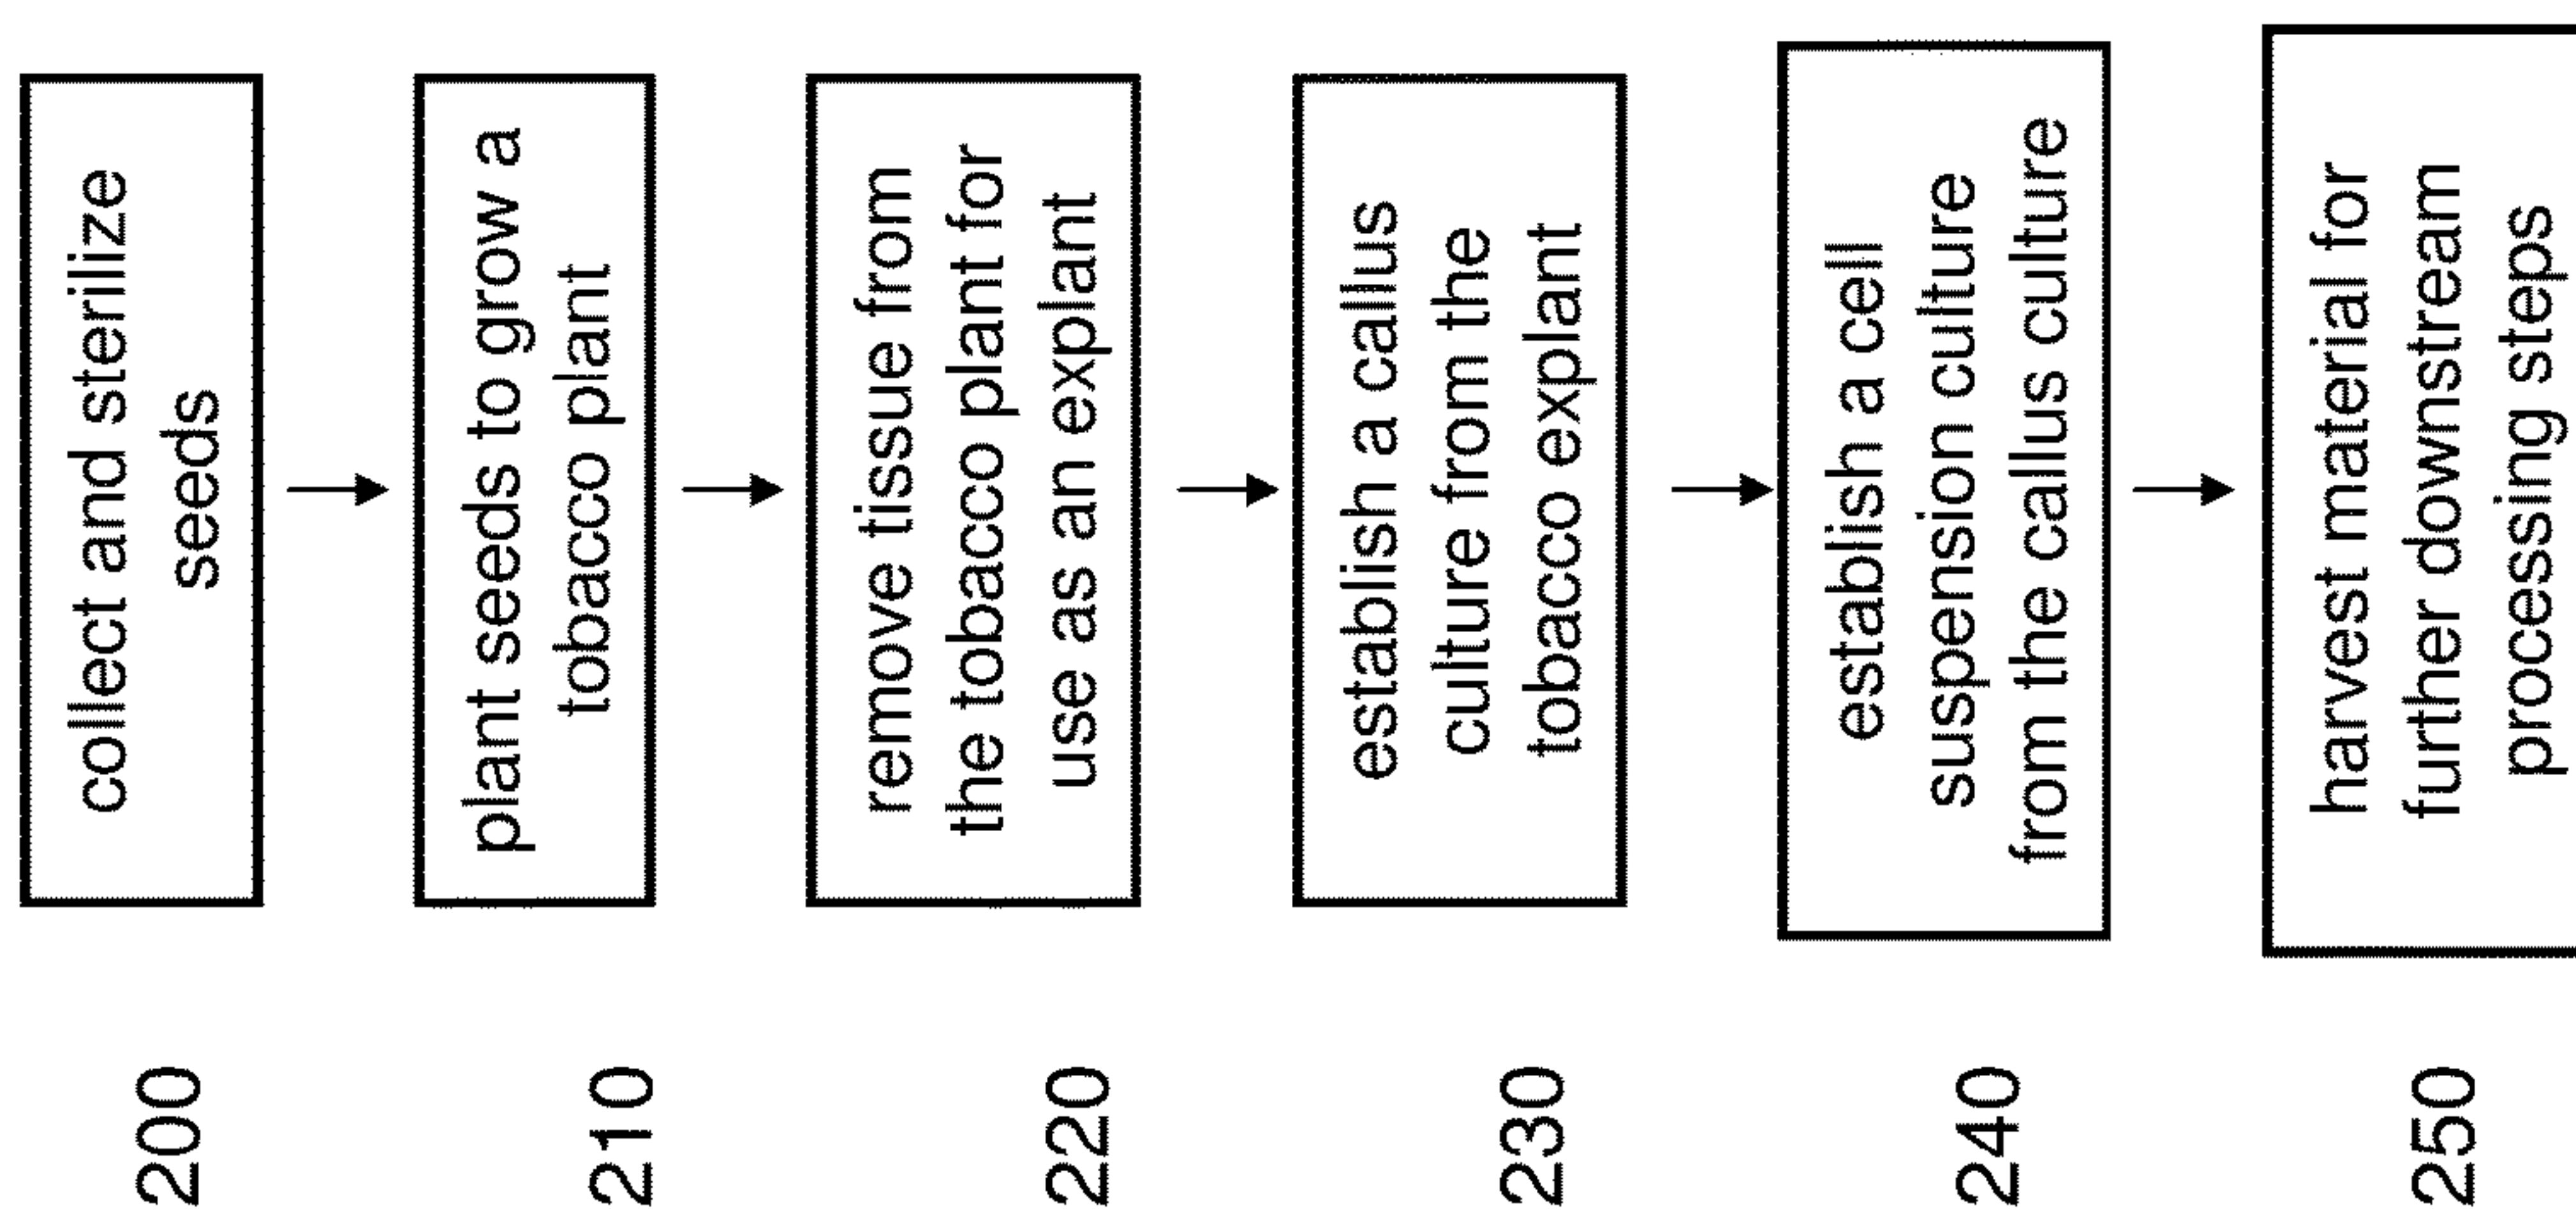 200
collect and sterilize
seeds
210
plant seeds to grow a
tobacco plant
220
remove tissue from
the tobacco plant for
use as an explant
230
establish a callus
culture from the
tobacco explant
240
establish a cell
suspension culture
from the callus culture
250
harvest material for
further downstream
processing steps